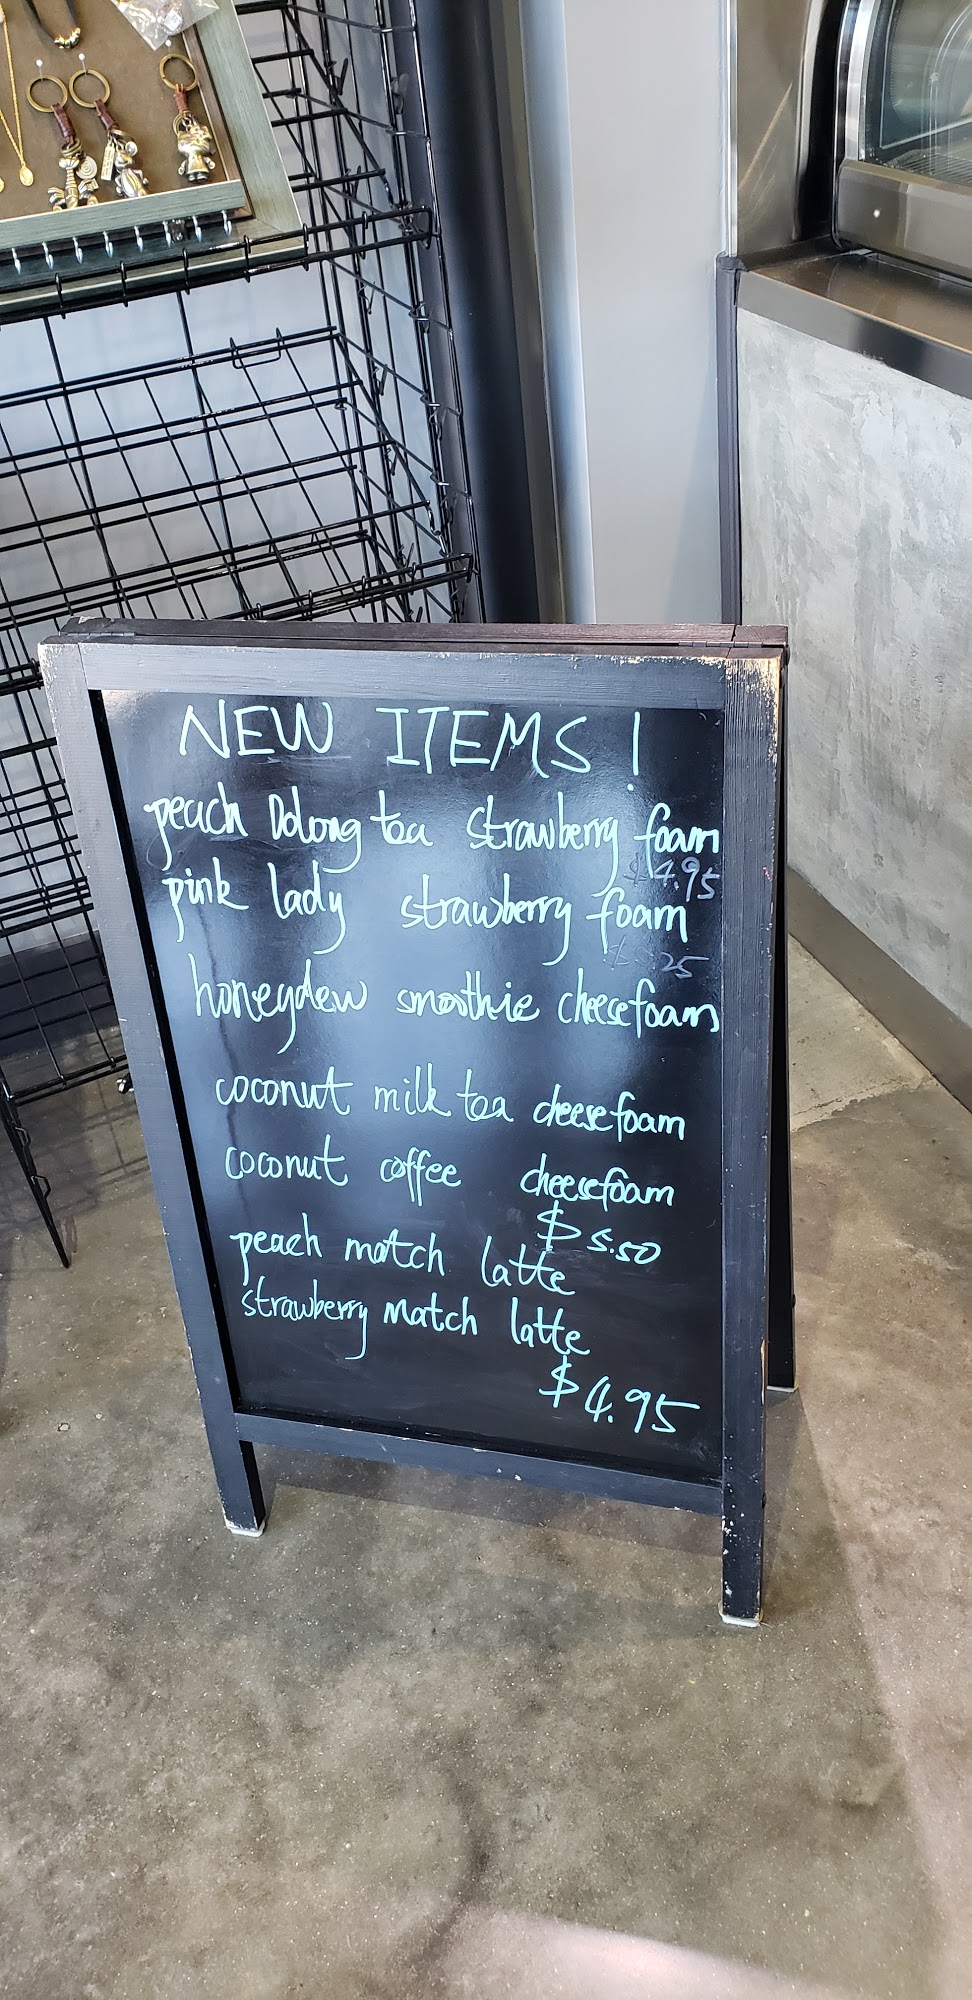 NEW ITEMS !
peach Oolong tea strawberry foam
$4.95
pink lady strawberry foam
honeydew smoothie cheesefoam
coconut milk tea cheesefoam
coconut coffee cheesefoam
$5.50
peach match latte
strawberry match latte
$4.95